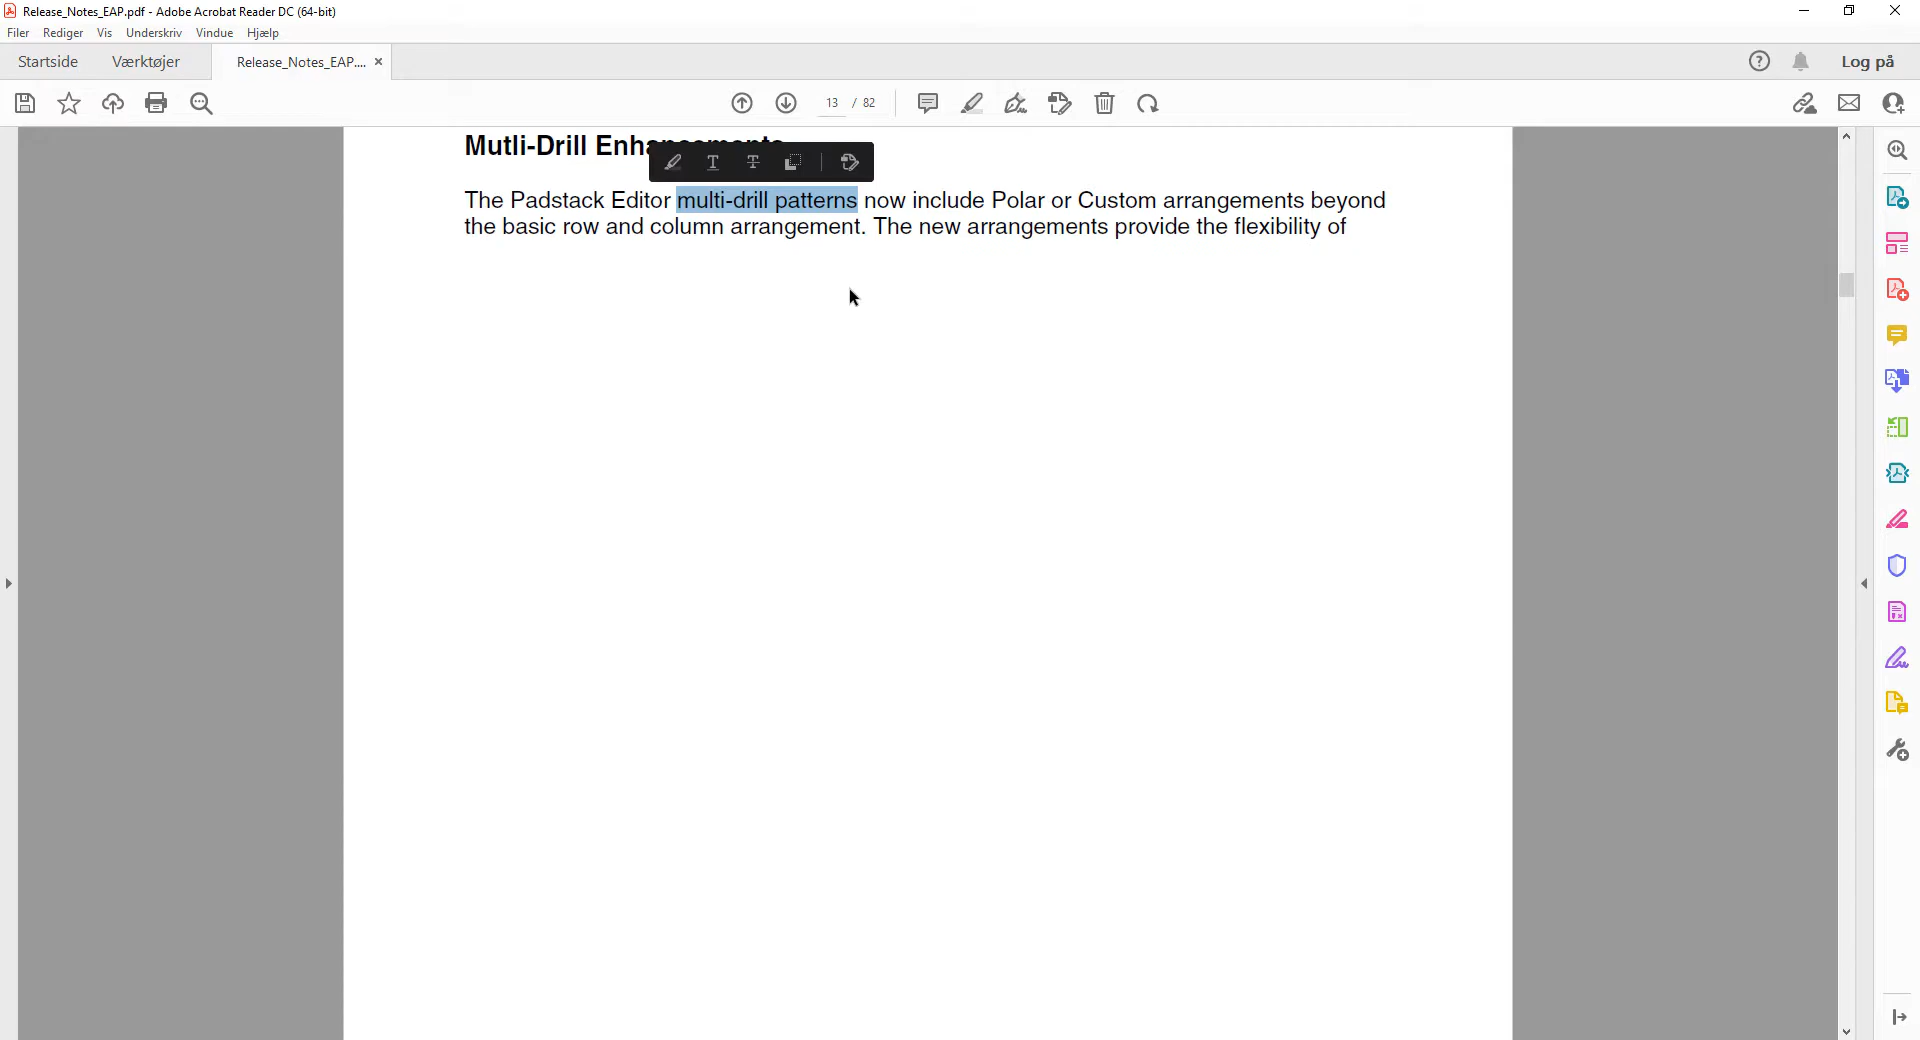 Release_Notes_EAP.pdf - Adobe Acrobat Reader DC (64-bit)
Filer Rediger Vis Underskriv Vindue Hjælp
Startside Værktøjer Release_Notes_EAP.... Log på
13 / 82
Mutli-Drill
The Padstack Editor multi-drill patterns now include Polar or Custom arrangements beyond
the basic row and column arrangement. The new arrangements provide the flexibility of